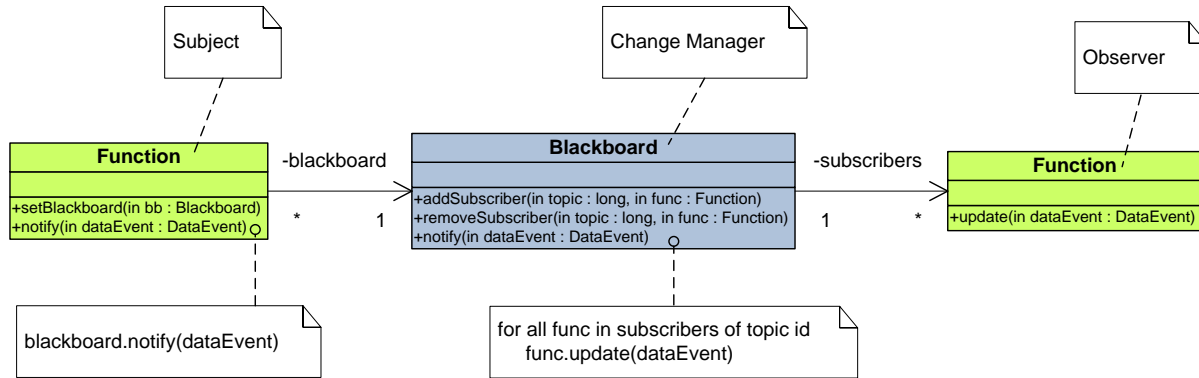 Subject
Change Manager
Observer
Function
-blackboard
Blackboard
-subscribers
Function
+setBlackboard(in bb : Blackboard)
+notify(in dataEvent : DataEvent)
*
1
+addSubscriber(in topic : long, in func : Function)
+removeSubscriber(in topic : long, in func : Function)
+notify(in dataEvent : DataEvent)
1
*
+update(in dataEvent : DataEvent)
blackboard.notify(dataEvent)
for all func in subscribers of topic id
func.update(dataEvent)